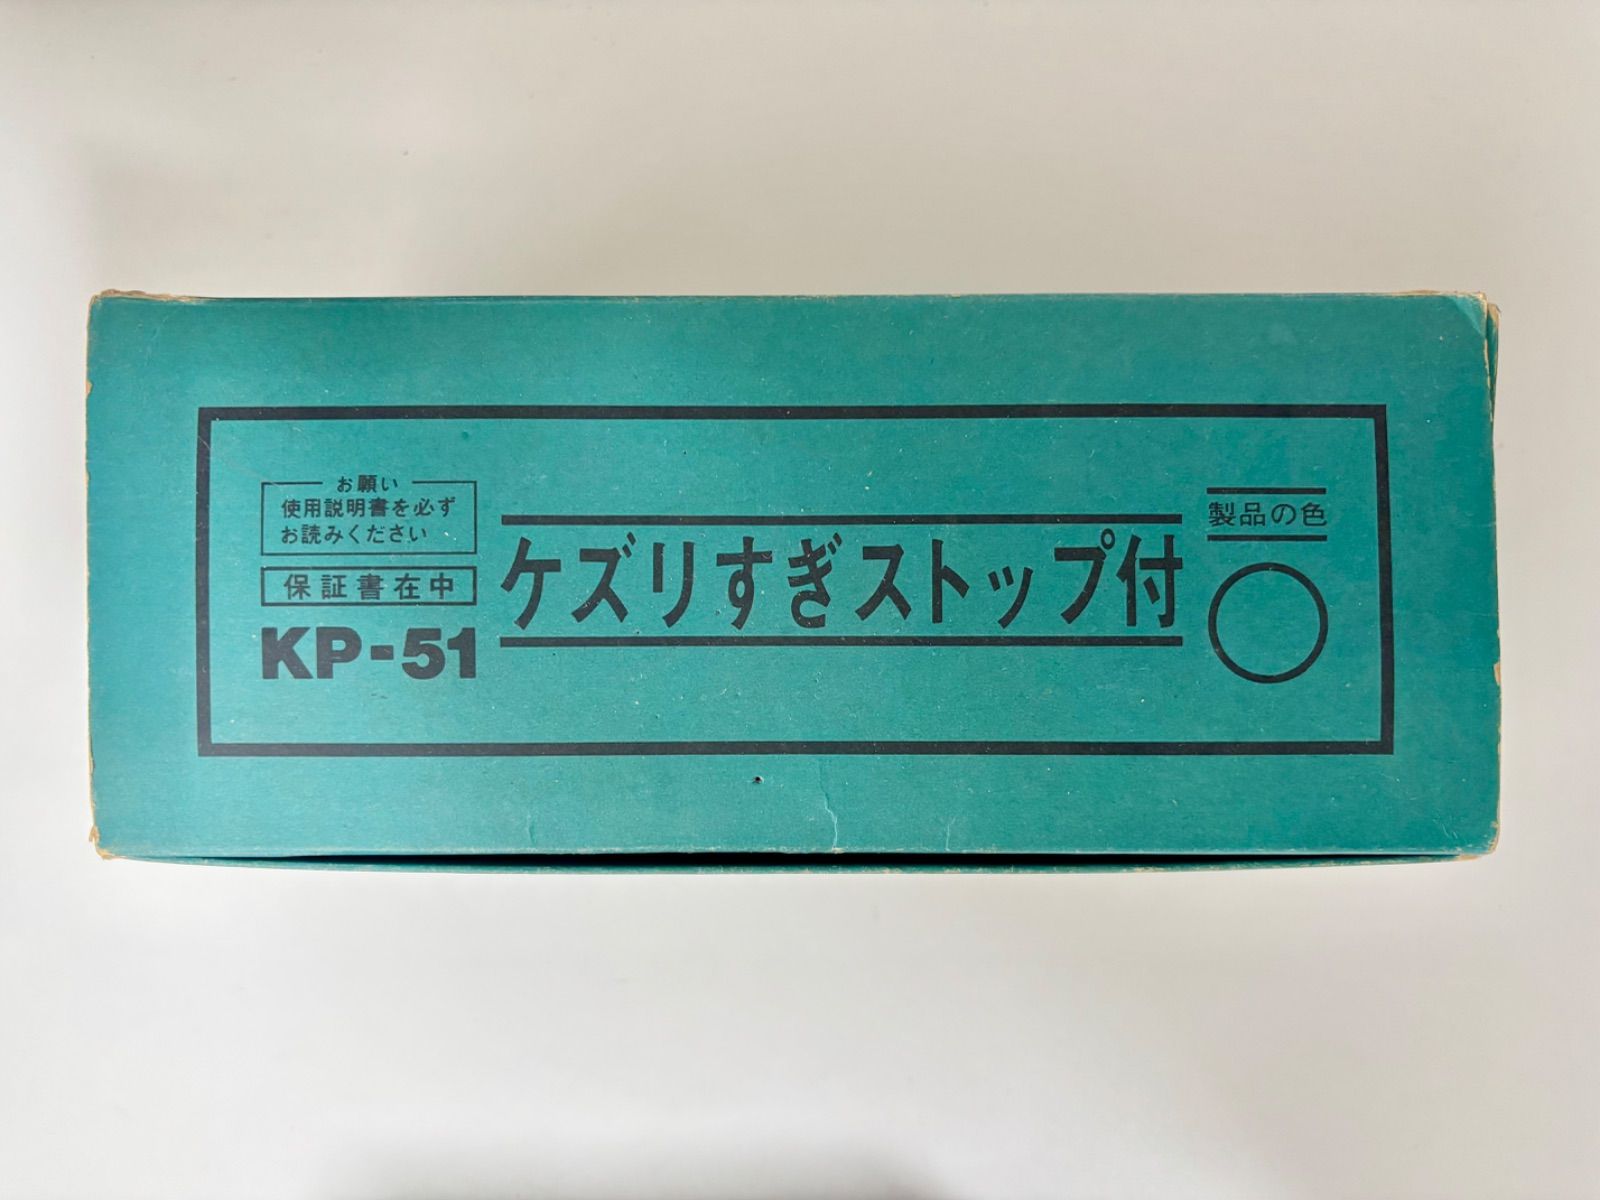 お願い
使用説明書を必ず
お読みください
保証書在中
KP-51
ケズリすぎストップ付
製品の色